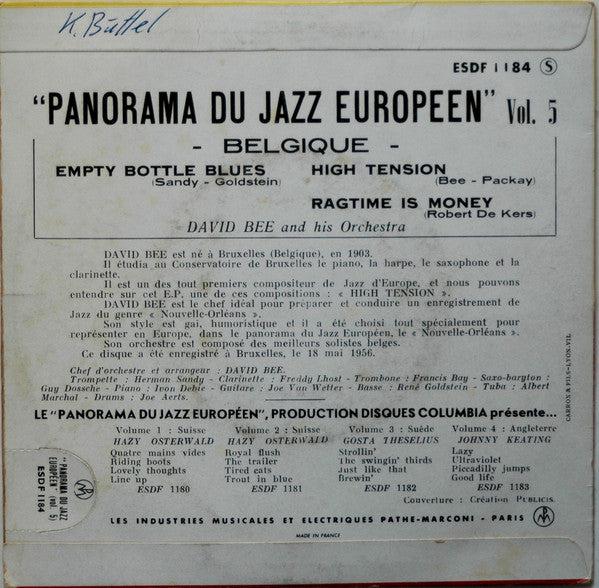 K. Büttel
ESDF 1184 S
"PANORAMA DU JAZZ EUROPEEN" Vol. 5
- BELGIQUE -
EMPTY BOTTLE BLUES HIGH TENSION
(Sandy - Goldstein) (Bee - Packay)
RAGTIME IS MONEY
(Robert De Kers)
DAVID BEE and his Orchestra
DAVID BEE est né à Bruxelles (Belgique), en 1903.
Il étudia au Conservatoire de Bruxelles le piano, la harpe, le saxophone et la
clarinette.
Il est un des tout premiers compositeur de Jazz d'Europe, et nous pouvons
entendre sur cet E.P. une de ces compositions : « HIGH TENSION ».
DAVID BEE est le chef idéal pour préparer et conduire un enregistrement de
Jazz du genre « Nouvelle-Orléans ».
Son style est gai, humoristique et il a été choisi tout spécialement pour
représenter en Europe, dans le panorama du Jazz Européen, le « Nouvelle-Orléans ».
Son orchestre est composé des meilleurs solistes belges.
Ce disque a été enregistré à Bruxelles, le 18 mai 1956.
Chef d'orchestre et arrangeur : DAVID BEE.
Trompette : Herman Sandy - Clarinette : Freddy Lhost - Trombone : Francis Bay - Saxo-baryton :
Guy Dossche - Piano : Ivon Debie - Guitare : Joe Van Wetter - Basse : René Goldstein - Tuba : Albert
Marchal - Drums : Joe Aerts.
CARRON & FILS-LYON.VIL
LE "PANORAMA DU JAZZ EUROPÉEN", PRODUCTION DISQUES COLUMBIA présente...
Volume 1 : Suisse Volume 2 : Suisse Volume 3 : Suède Volume 4 : Angleterre
HAZY OSTERWALD HAZY OSTERWALD GOSTA THESELIUS JOHNNY KEATING
Quatre mains vides Royal flush Strollin' Lazy
Riding boots The trailer The swingin' thirds Ultraviolet
Lovely thoughts Tired cats Just like that Piccadilly jumps
Line up Trout in blue Brewin' Good life
ESDF 1180 ESDF 1181 ESDF 1182 ESDF 1183
Couverture : Création PUBLICIS.
"PANORAMA DU JAZZ
EUROPÉEN" (vol. 5)
ESDF 1184
LES INDUSTRIES MUSICALES ET ELECTRIQUES PATHE-MARCONI - PARIS
MADE IN FRANCE